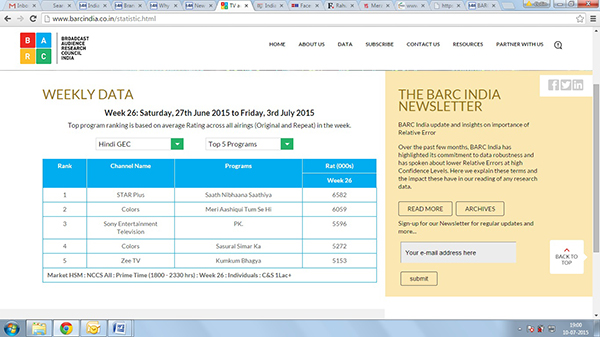 Inbox
Sear
India
BAR
Why
New
TV a
Indi
Face
Rah
Merc
ww
http:
BAR
www.barcindia.co.in/statistic.html
BARC
BROADCAST
AUDIENCE
RESEARCH
COUNCIL
INDIA
HOME ABOUT US DATA SUBSCRIBE CONTACT US RESOURCES PARTNER WITH US
WEEKLY DATA
Week 26: Saturday, 27th June 2015 to Friday, 3rd July 2015
Top program ranking is based on average Rating across all airings (Original and Repeat) in the week.
Hindi GEC Top 5 Programs
Rank Channel Name Programs Rat (000s)
Week 26
1 STAR Plus Saath Nibhaana Saathiya 6582
2 Colors Meri Aashiqui Tum Se Hi 6059
3 Sony Entertainment Television PK. 5596
4 Colors Sasural Simar Ka 5272
5 Zee TV Kumkum Bhagya 5153
Market HSM : NCCS All : Prime Time (1800 - 2330 hrs) : Week 26 : Individuals : C&S 1Lac+
THE BARC INDIA
NEWSLETTER
BARC India update and insights on importance of
Relative Error
Over the past few months, BARC India has
highlighted its commitment to data robustness and
has spoken about lower Relative Errors at high
Confidence Levels. Here we explain these terms and
the impact these have in our reading of any research
data.
READ MORE ARCHIVES
Sign-up for our Newsletter for regular updates and
more...
Your e-mail address here
submit
BACK TO
TOP
19:00
10-07-2015